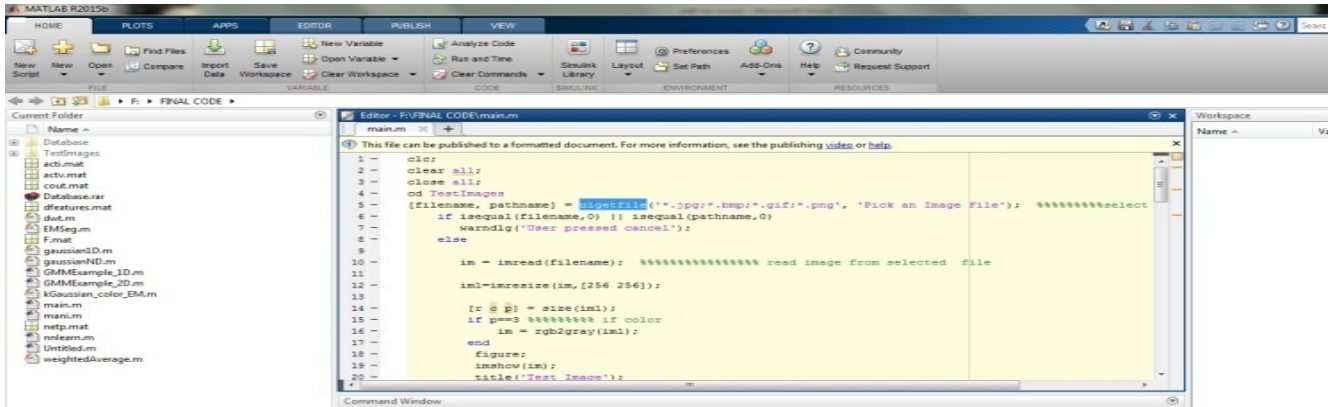 MATLAB R2015b
HOME PLOTS APPS EDITOR PUBLISH VIEW
New Script
New
Open
Find Files
Compare
Import Data
Save Workspace
New Variable
Open Variable
Clear Workspace
Analyze Code
Run and Time
Clear Commands
Simulink Library
Layout
Preferences
Set Path
Add-Ons
Help
Community
Request Support
FILE VARIABLE CODE SIMULINK ENVIRONMENT RESOURCES
F: FINAL CODE
Current Folder
Name
Database
TestImages
acti.mat
actv.mat
cout.mat
Database.rar
dfeatures.mat
dwt.m
EMSeg.m
F.mat
gaussian1D.m
gaussianND.m
GMMExample_1D.m
GMMExample_2D.m
kGaussian_color_EM.m
main.m
mani.m
netp.mat
nnlearn.m
Untitled.m
weightedAverage.m
Editor - F:\FINAL CODE\main.m
main.m
This file can be published to a formatted document. For more information, see the publishing video or help.
1 - clc;
2 - clear all;
3 - close all;
4 - cd TestImages
5 - [filename, pathname] = uigetfile('*.jpg;*.bmp;*.gif;*.png', 'Pick an Image File'); %%%%%%%%%select
6 - if isequal(filename,0) || isequal(pathname,0)
7 - warndlg('User pressed cancel');
8 - else
9
10 - im = imread(filename); %%%%%%%%%%%%%%%% read image from selected file
11
12 - im1=imresize(im,[256 256]);
13
14 - [r c p] = size(im1);
15 - if p==3 %%%%%%%%% if color
16 - im = rgb2gray(im1);
17 - end
18 - figure;
19 - imshow(im);
20 - title('Test Image');
Command Window
Workspace
Name